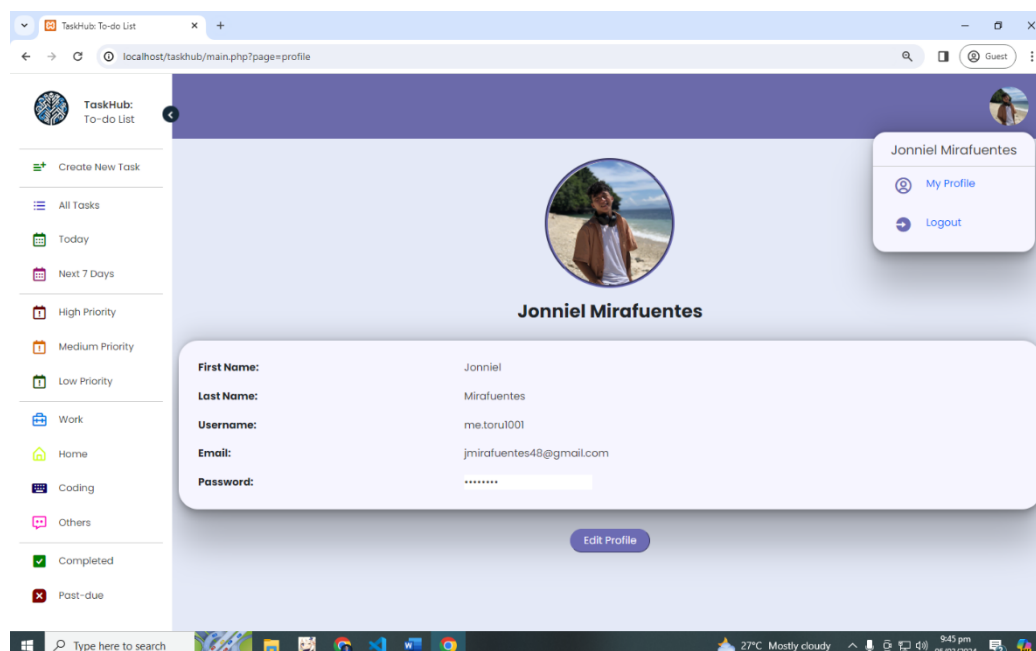 TaskHub: To-do List
localhost/taskhub/main.php?page=profile
Guest
TaskHub:
To-do List
Create New Task
All Tasks
Today
Next 7 Days
High Priority
Medium Priority
Low Priority
Work
Home
Coding
Others
Completed
Past-due
Jonniel Mirafuentes
My Profile
Logout
Jonniel Mirafuentes
First Name: Jonniel
Last Name: Mirafuentes
Username: me.toru1001
Email: jmirafuentes48@gmail.com
Password: ••••••••
Edit Profile
Type here to search
27°C Mostly cloudy
9:45 pm